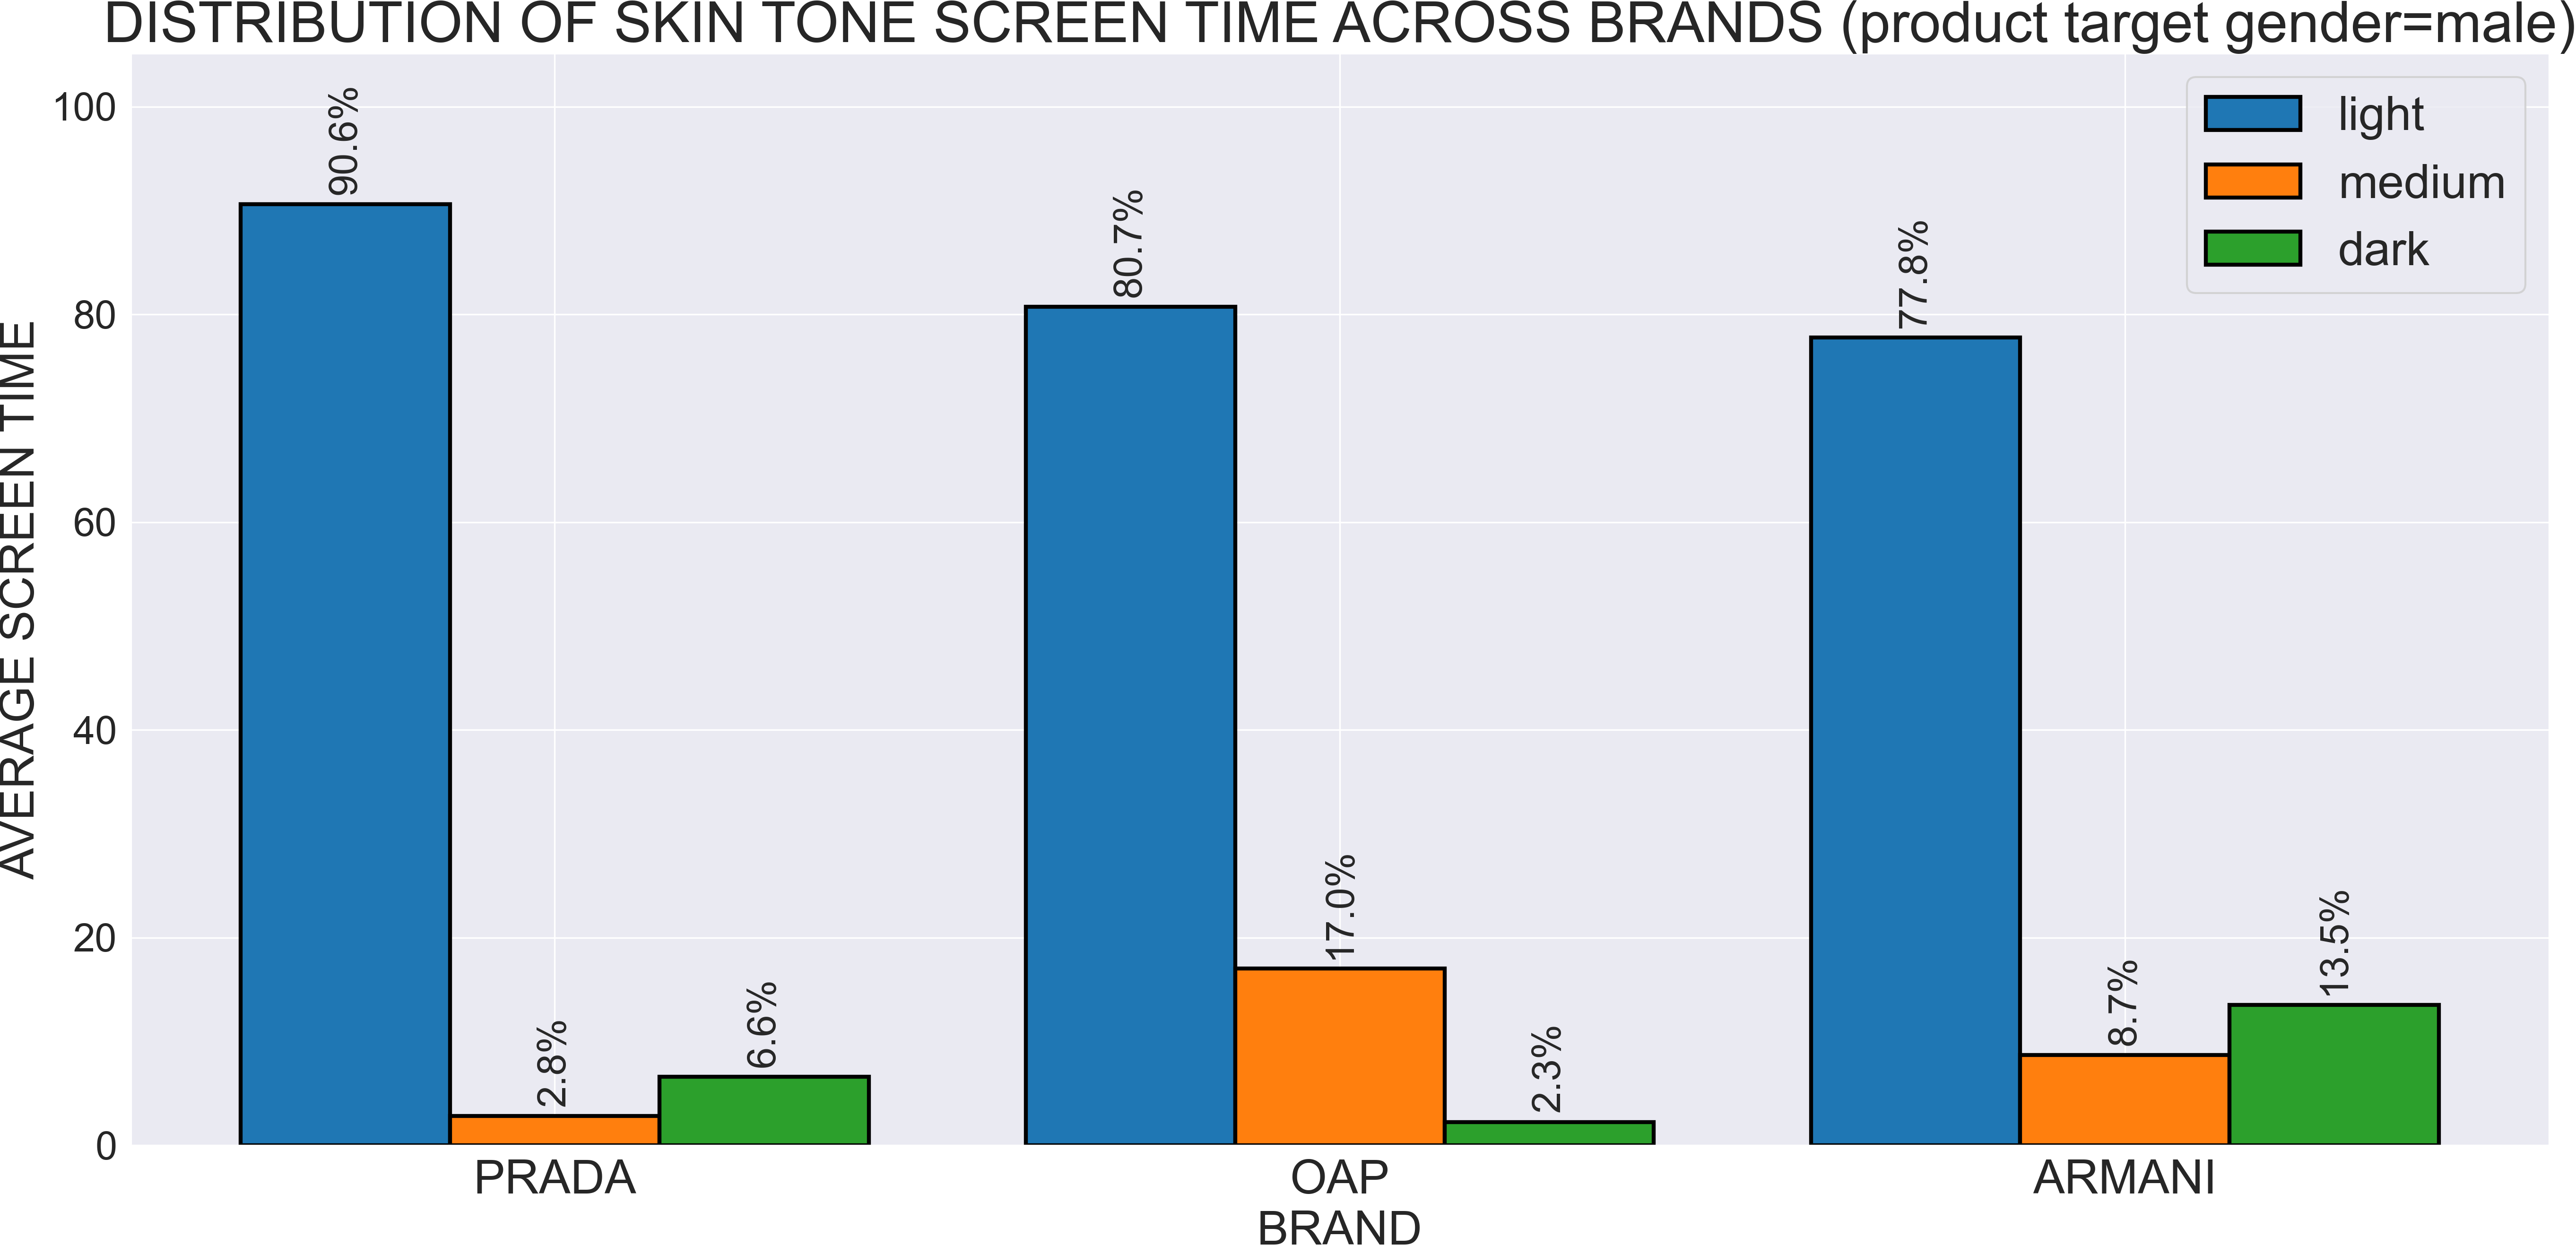 DISTRIBUTION OF SKIN TONE SCREEN TIME ACROSS BRANDS (product target gender=male)
AVERAGE SCREEN TIME
100
80
60
40
20
0
90.6%
2.8%
6.6%
80.7%
17.0%
2.3%
77.8%
8.7%
13.5%
light
medium
dark
PRADA
OAP
ARMANI
BRAND